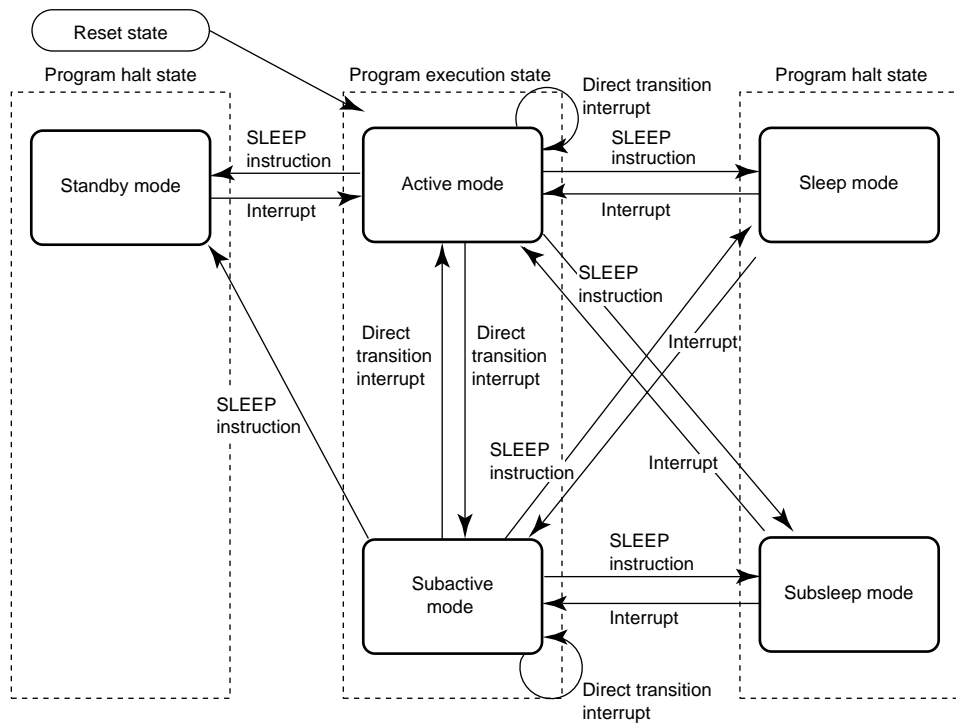 Reset state
Program halt state
Program execution state
Program halt state
Direct transition
interrupt
SLEEP
instruction
SLEEP
instruction
Standby mode
Active mode
Sleep mode
Interrupt
Interrupt
SLEEP
instruction
Direct
transition
interrupt
Direct
transition
interrupt
Interrupt
SLEEP
instruction
SLEEP
instruction
Interrupt
SLEEP
instruction
Subactive
mode
Subsleep mode
Interrupt
Direct transition
interrupt